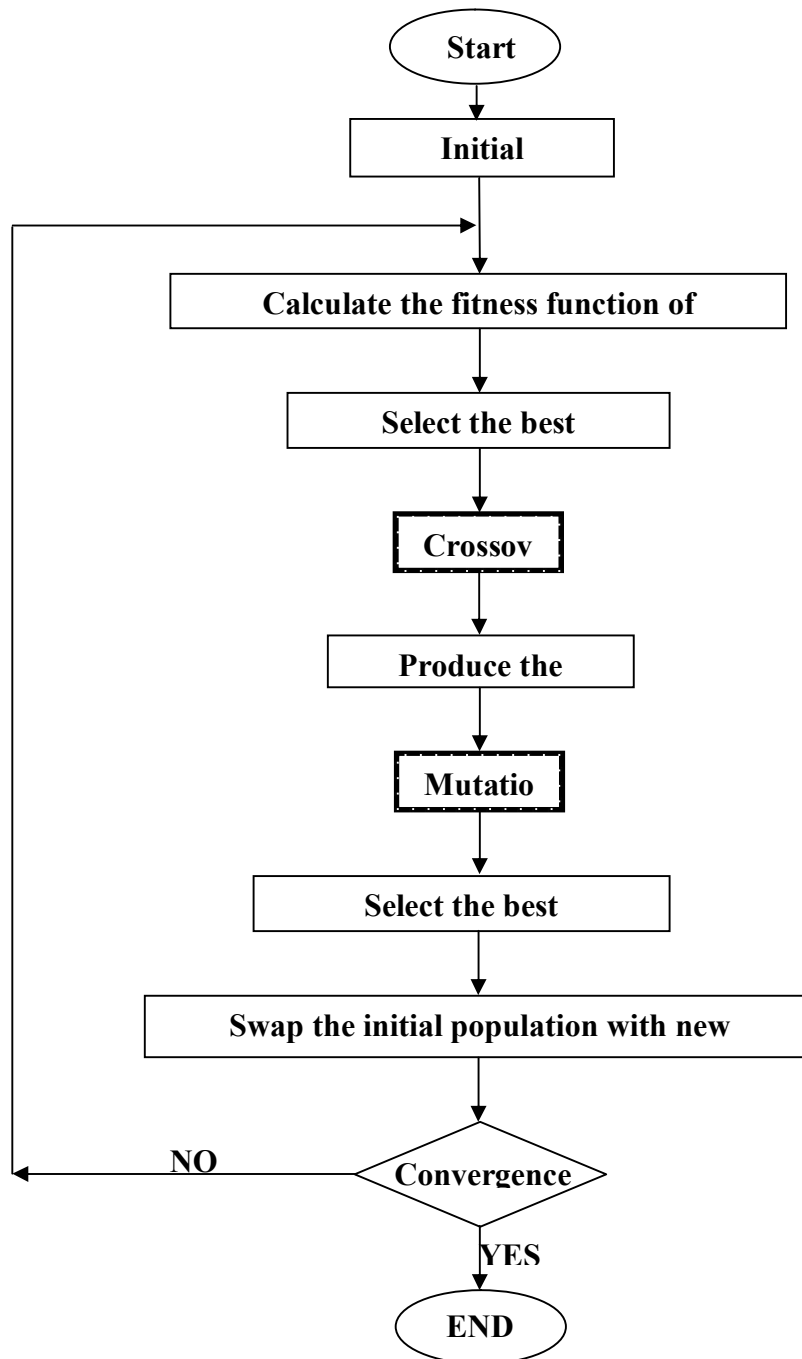 Start
Initial
Calculate the fitness function of
Select the best
Crossov
Produce the
Mutatio
Select the best
Swap the initial population with new
NO
Convergence
YES
END